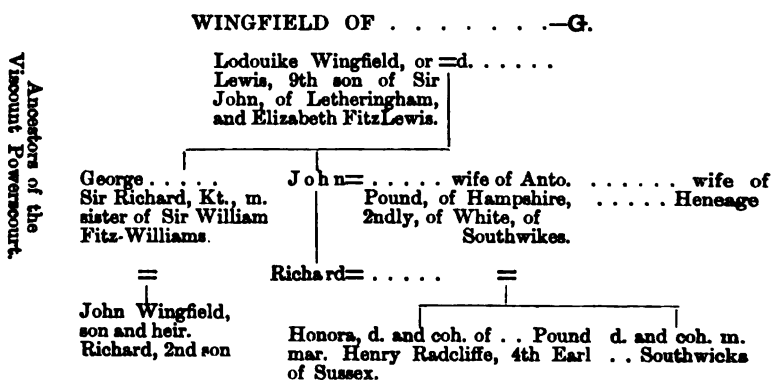 WINGFIELD OF . . . . . . . .—G.
Lodouike Wingfield, or =d. . . . . . .
Lewis, 9th son of Sir
John, of Letheringham,
and Elizabeth FitzLewis.
Ancestors of the
Viscount Powerscourt.
George . . . . .
Sir Richard, Kt., m.
sister of Sir William
Fitz-Williams.
John= . . . . . wife of Anto.
Pound, of Hampshire,
2ndly, of White, of
Southwikes.
. . . . . . wife of
. . . . . Heneage
=
Richard= . . . . .
=
John Wingfield,
son and heir.
Richard, 2nd son
Honora, d. and coh. of . . Pound
mar. Henry Radcliffe, 4th Earl
of Sussex.
d. and coh. m.
. . Southwicks